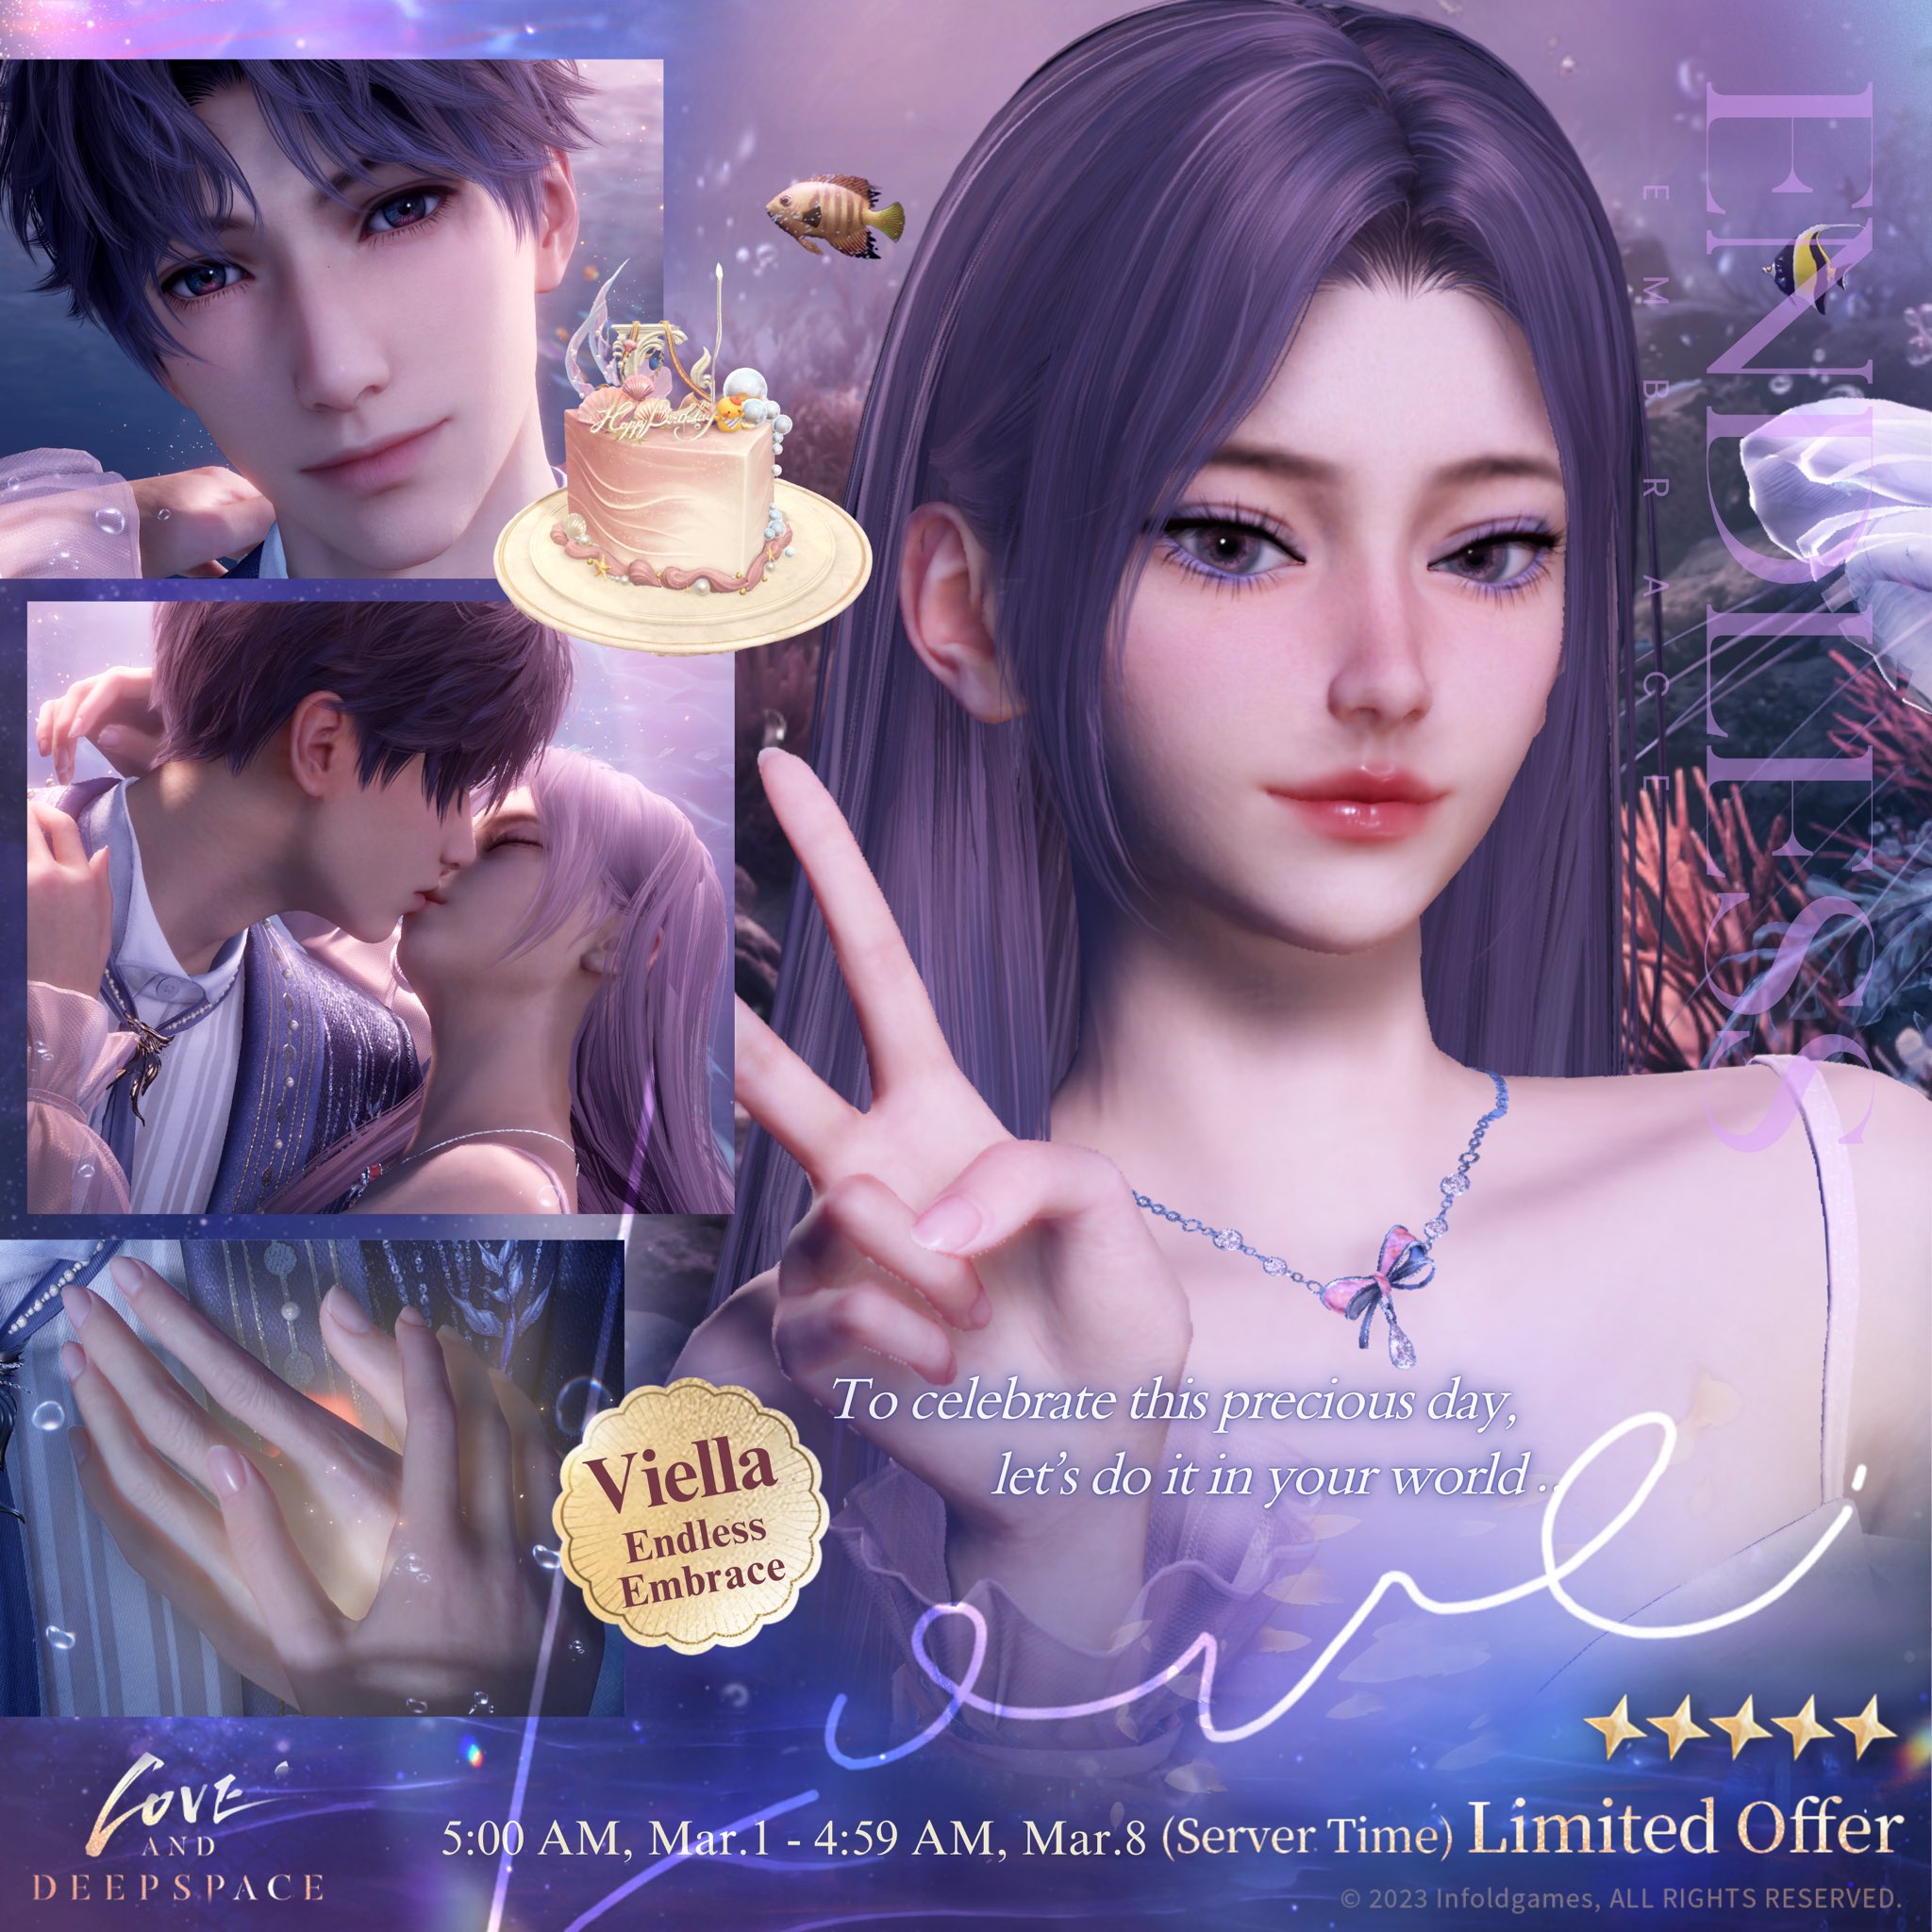 ENDLESS
EMBRACE
Happy Birthday
To celebrate this precious day,
let's do it in your world ..
Viella
Endless
Embrace
Love
LOVE
AND
DEEPSPACE
5:00 AM, Mar.1 - 4:59 AM, Mar.8 (Server Time) Limited Offer
© 2023 Infoldgames, ALL RIGHTS RESERVED.